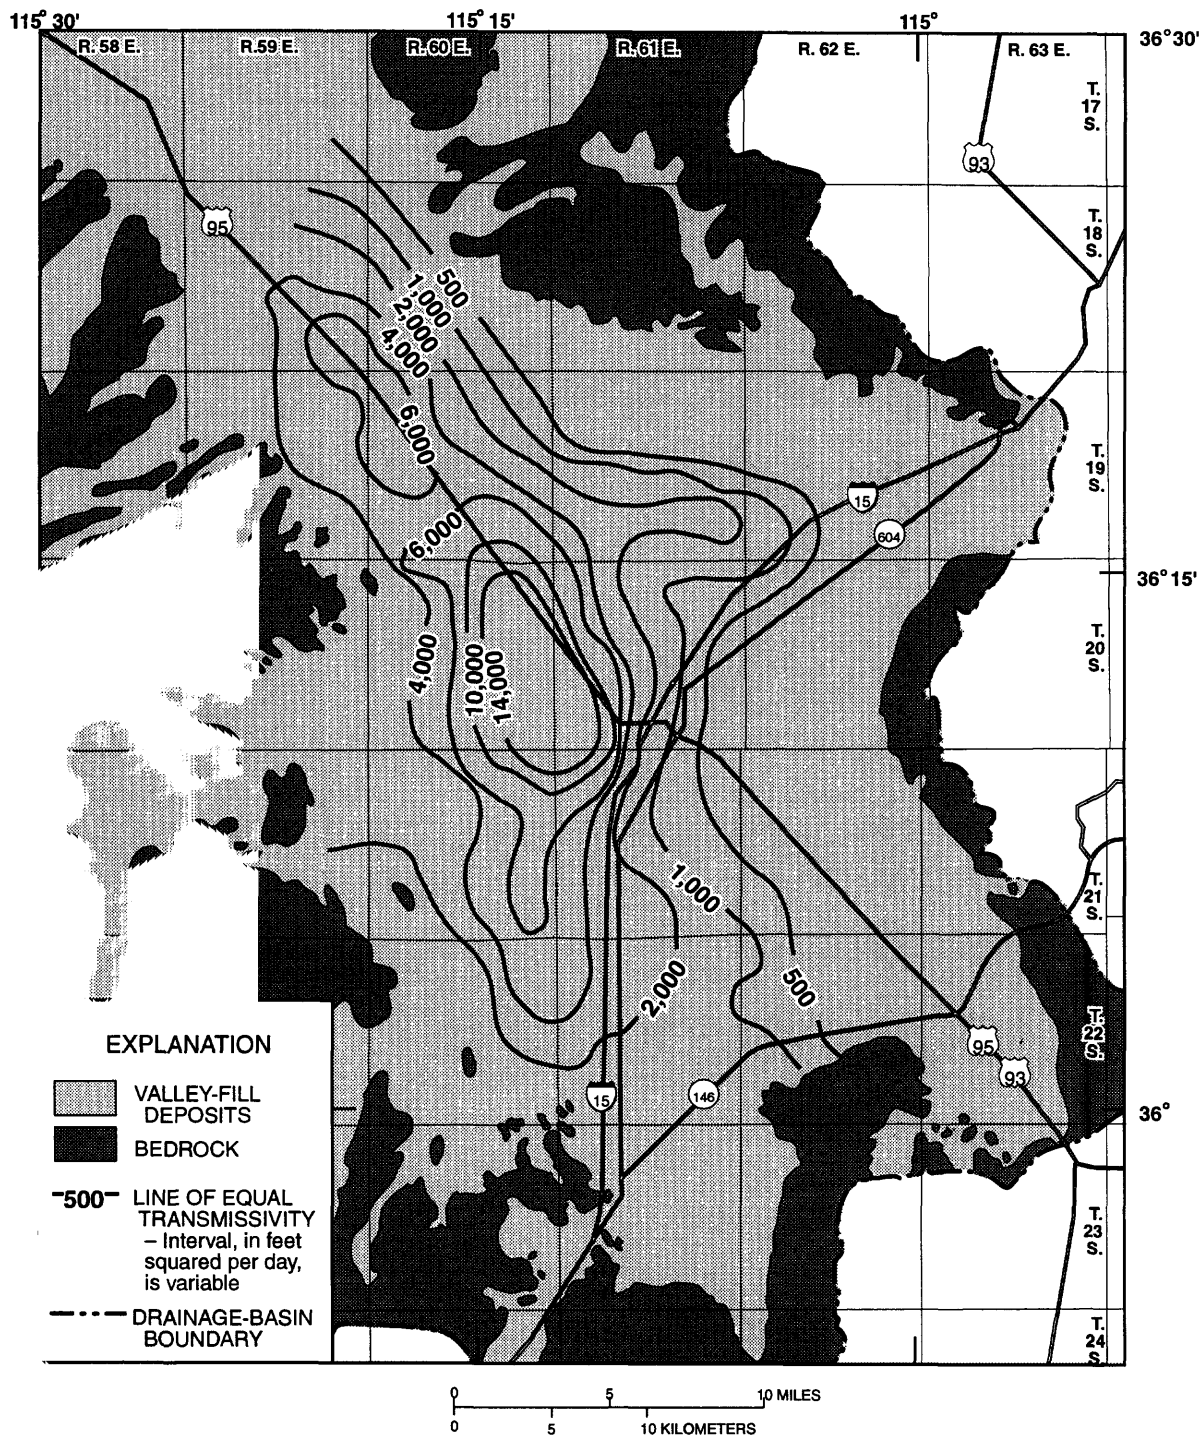 115° 30'
115° 15'
115°
R. 58 E.
R.59 E.
R. 60 E.
R. 61 E.
R. 62 E.
R. 63 E.
36° 30'
T.
17
S.
93
T.
18
S.
95
500
1,000
2,000
4,000
6,000
T.
19
S.
15
604
6,000
36° 15'
T.
20
S.
4,000
10,000
14,000
1,000
T.
21
S.
2,000
500
T.
22
S.
95
93
15
146
36°
EXPLANATION
VALLEY-FILL
DEPOSITS
BEDROCK
500
LINE OF EQUAL
TRANSMISSIVITY
– Interval, in feet
squared per day,
is variable
DRAINAGE-BASIN
BOUNDARY
T.
23
S.
T.
24
S.
0 5 10 MILES
0 5 10 KILOMETERS